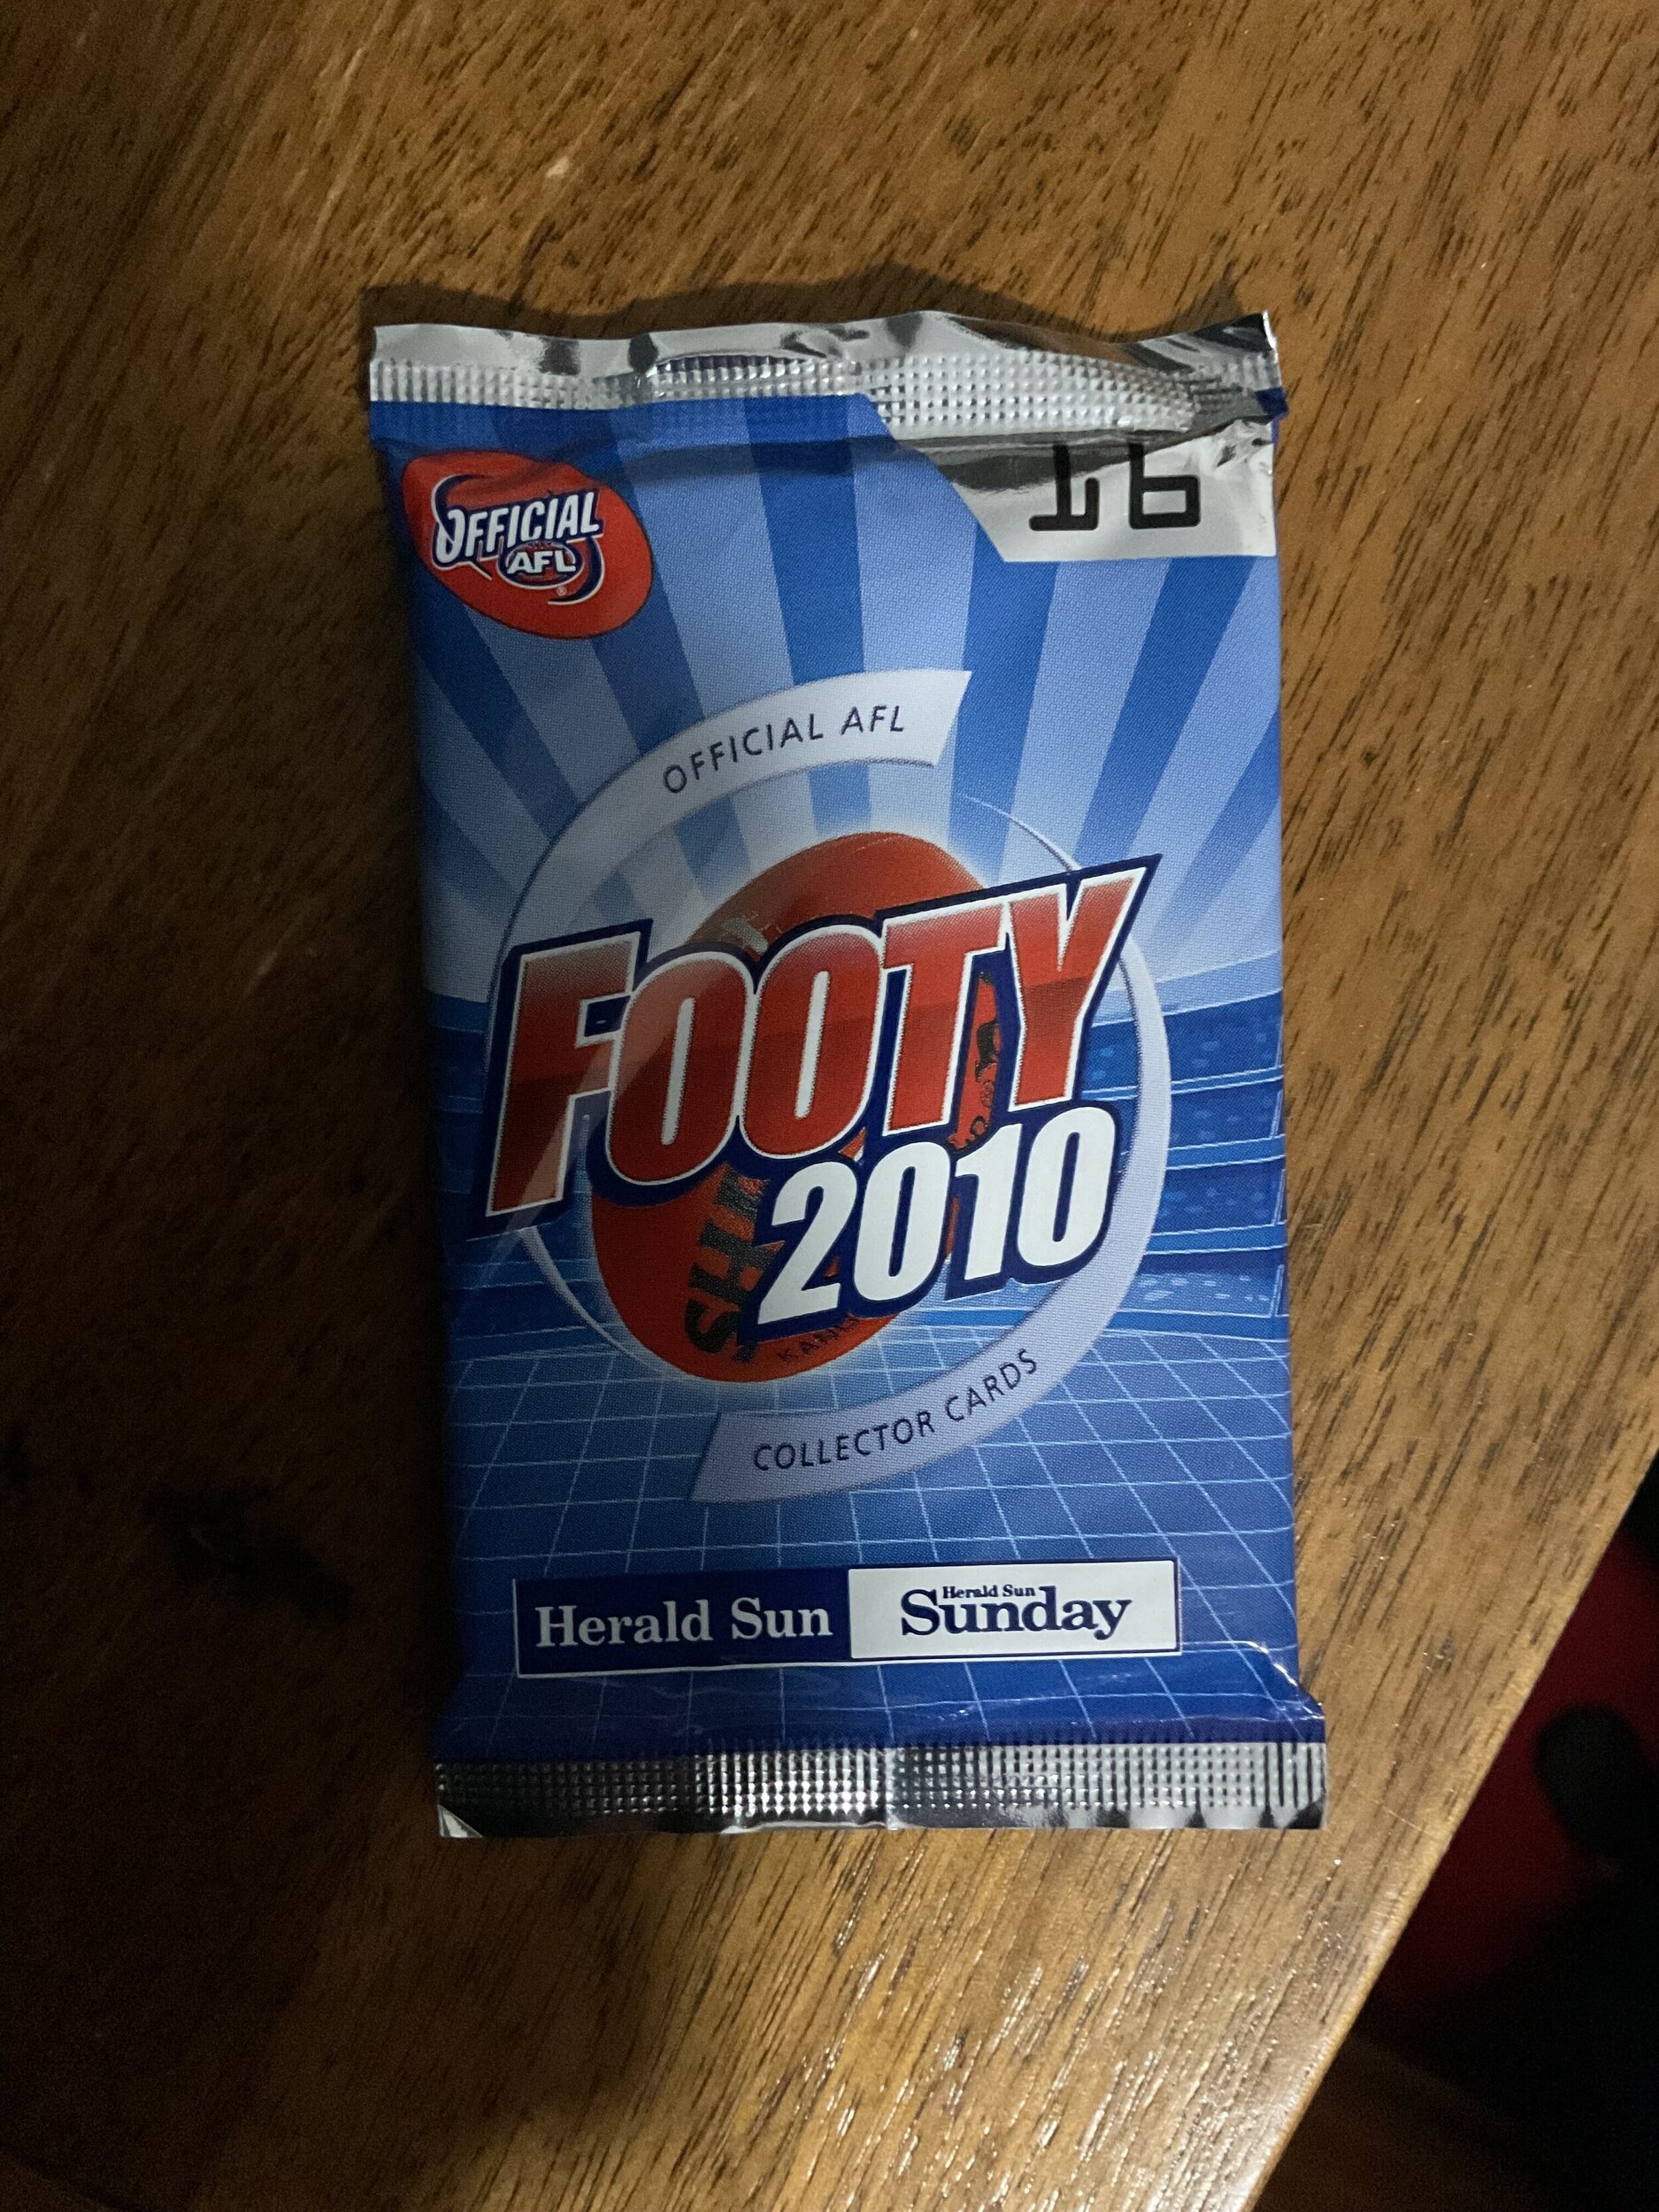 16
OFFICIAL
AFL
OFFICIAL AFL
FOOTY
2010
COLLECTOR CARDS
Herald Sun
Herald Sun
Sunday